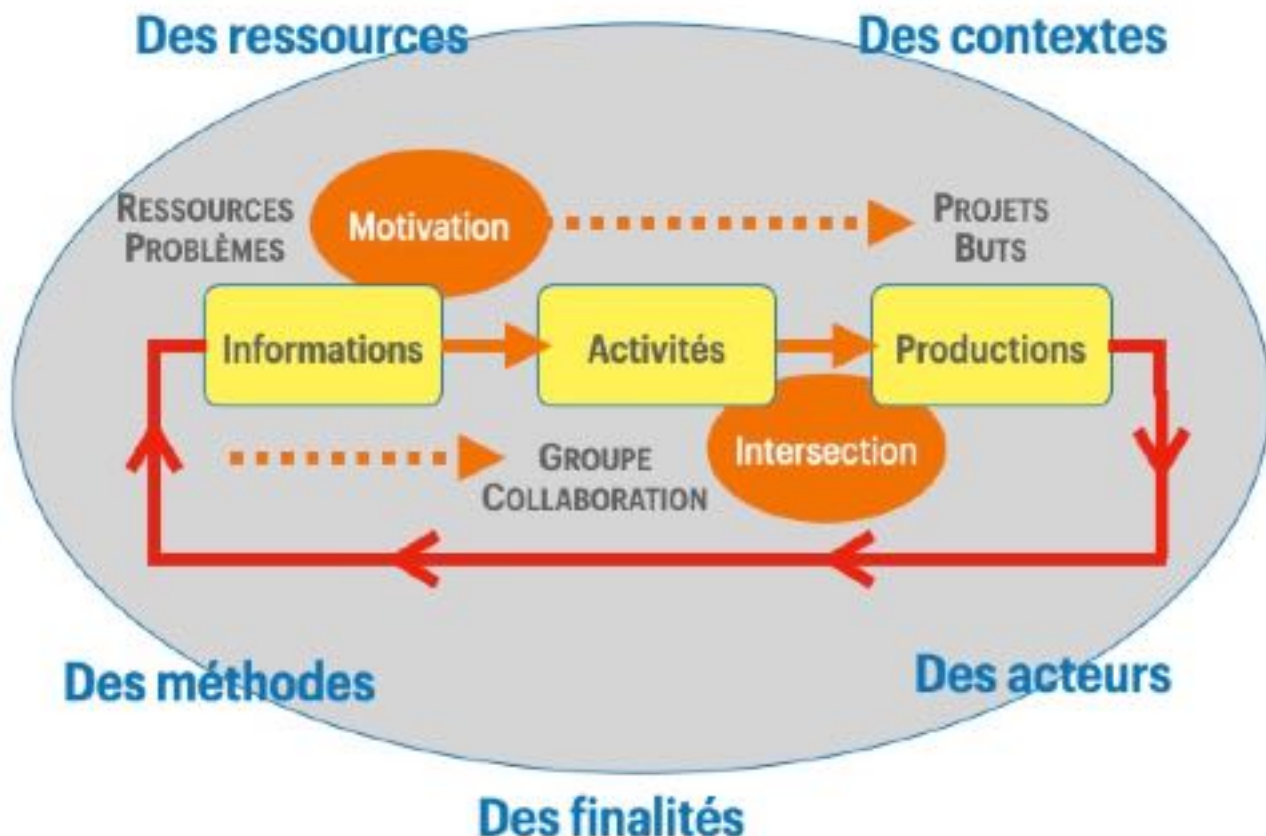 Des ressources
Des contextes
RESSOURCES
PROBLÈMES
Motivation
PROJETS
BUTS
Informations
Activités
Productions
GROUPE
COLLABORATION
Intersection
Des méthodes
Des acteurs
Des finalités